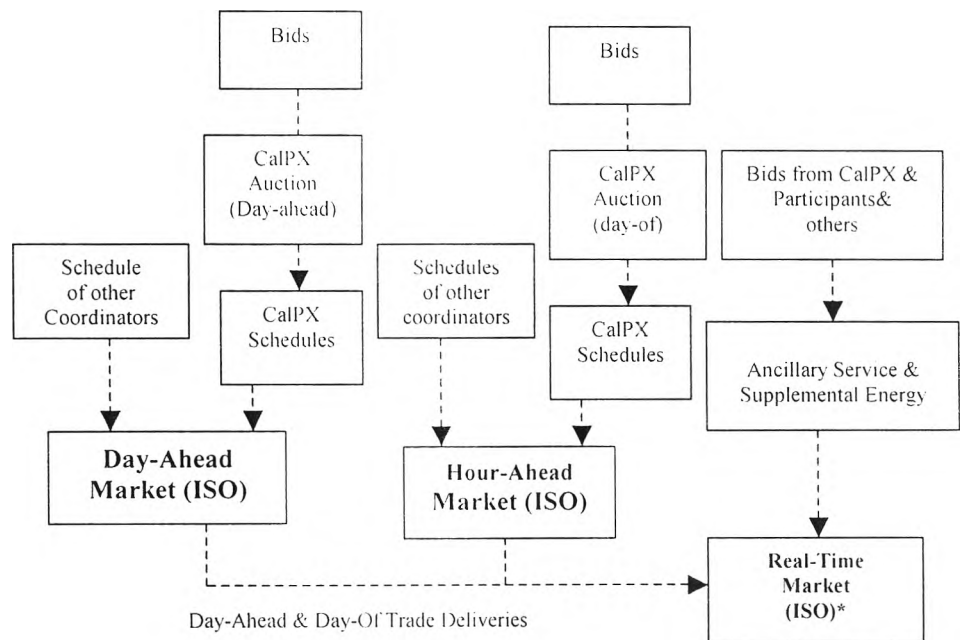 Bids
CalPX
Auction
(Day-ahead)
Schedule
of other
Coordinators
CalPX
Schedules
Day-Ahead
Market (ISO)
Bids
CalPX
Auction
(day-of)
Schedules
of other
coordinators
CalPX
Schedules
Hour-Ahead
Market (ISO)
Bids from CalPX &
Participants&
others
Ancillary Service &
Supplemental Energy
Real-Time
Market
(ISO)*
Day-Ahead & Day-Of Trade Deliveries